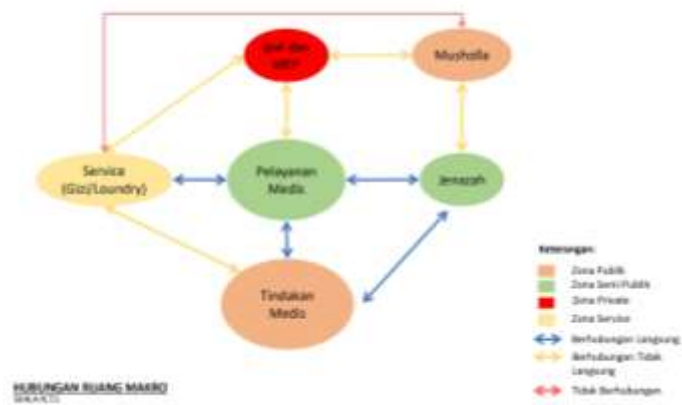 Musholla
Service
(Gizi/Loundry)
Pelayanan
Medis
Jenazah
Tindakan
Medis
Keterangan:
Zona Publik
Zona Semi Publik
Zona Private
Zona Service
Berhubungan Langsung
Berhubungan Tidak
Langsung
Tidak Berhubungan
HUBUNGAN RUANG MAKRO